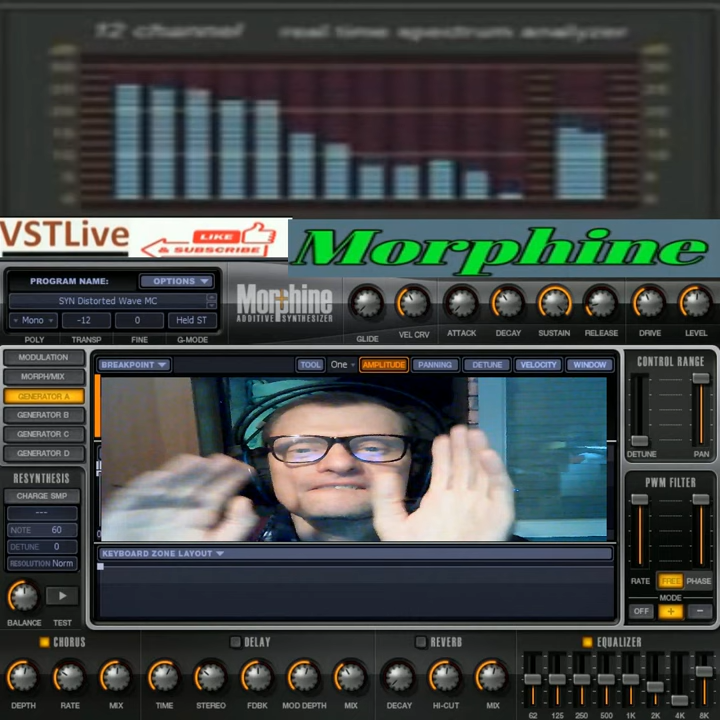 12 channel real time spectrum analyzer
VSTLive
LIKE
& SUBSCRIBE
Morphine
PROGRAM NAME: OPTIONS
SYN Distorted Wave MC
Mono -12 0 Held ST
POLY TRANSP FINE G-MODE
Morphine
ADDITIVE SYNTHESIZER
GLIDE VEL CRV ATTACK DECAY SUSTAIN RELEASE DRIVE LEVEL
MODULATION
MORPH/MIX
GENERATOR A
GENERATOR B
GENERATOR C
GENERATOR D
BREAKPOINT TOOL One AMPLITUDE PANNING DETUNE VELOCITY WINDOW
KEYBOARD ZONE LAYOUT
RESYNTHESIS
CHARGE SMP
---
NOTE 60
DETUNE 0
RESOLUTION Norm
BALANCE TEST
CONTROL RANGE
DETUNE PAN
PWM FILTER
RATE FREE PHASE
MODE
OFF + -
CHORUS
DEPTH RATE MIX
DELAY
TIME STEREO FDBK MOD DEPTH MIX
REVERB
DECAY HI-CUT MIX
EQUALIZER
62 125 250 500 1K 2K 4K 8K